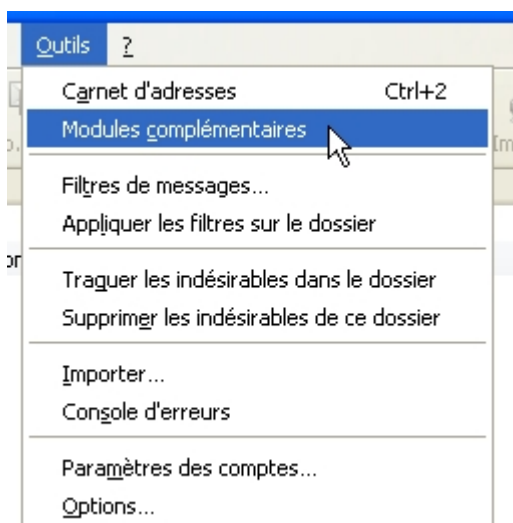 Outils ?
Carnet d'adresses Ctrl+2
Modules complémentaires
Filtres de messages...
Appliquer les filtres sur le dossier
Traguer les indésirables dans le dossier
Supprimer les indésirables de ce dossier
Importer...
Console d'erreurs
Paramètres des comptes...
Options...